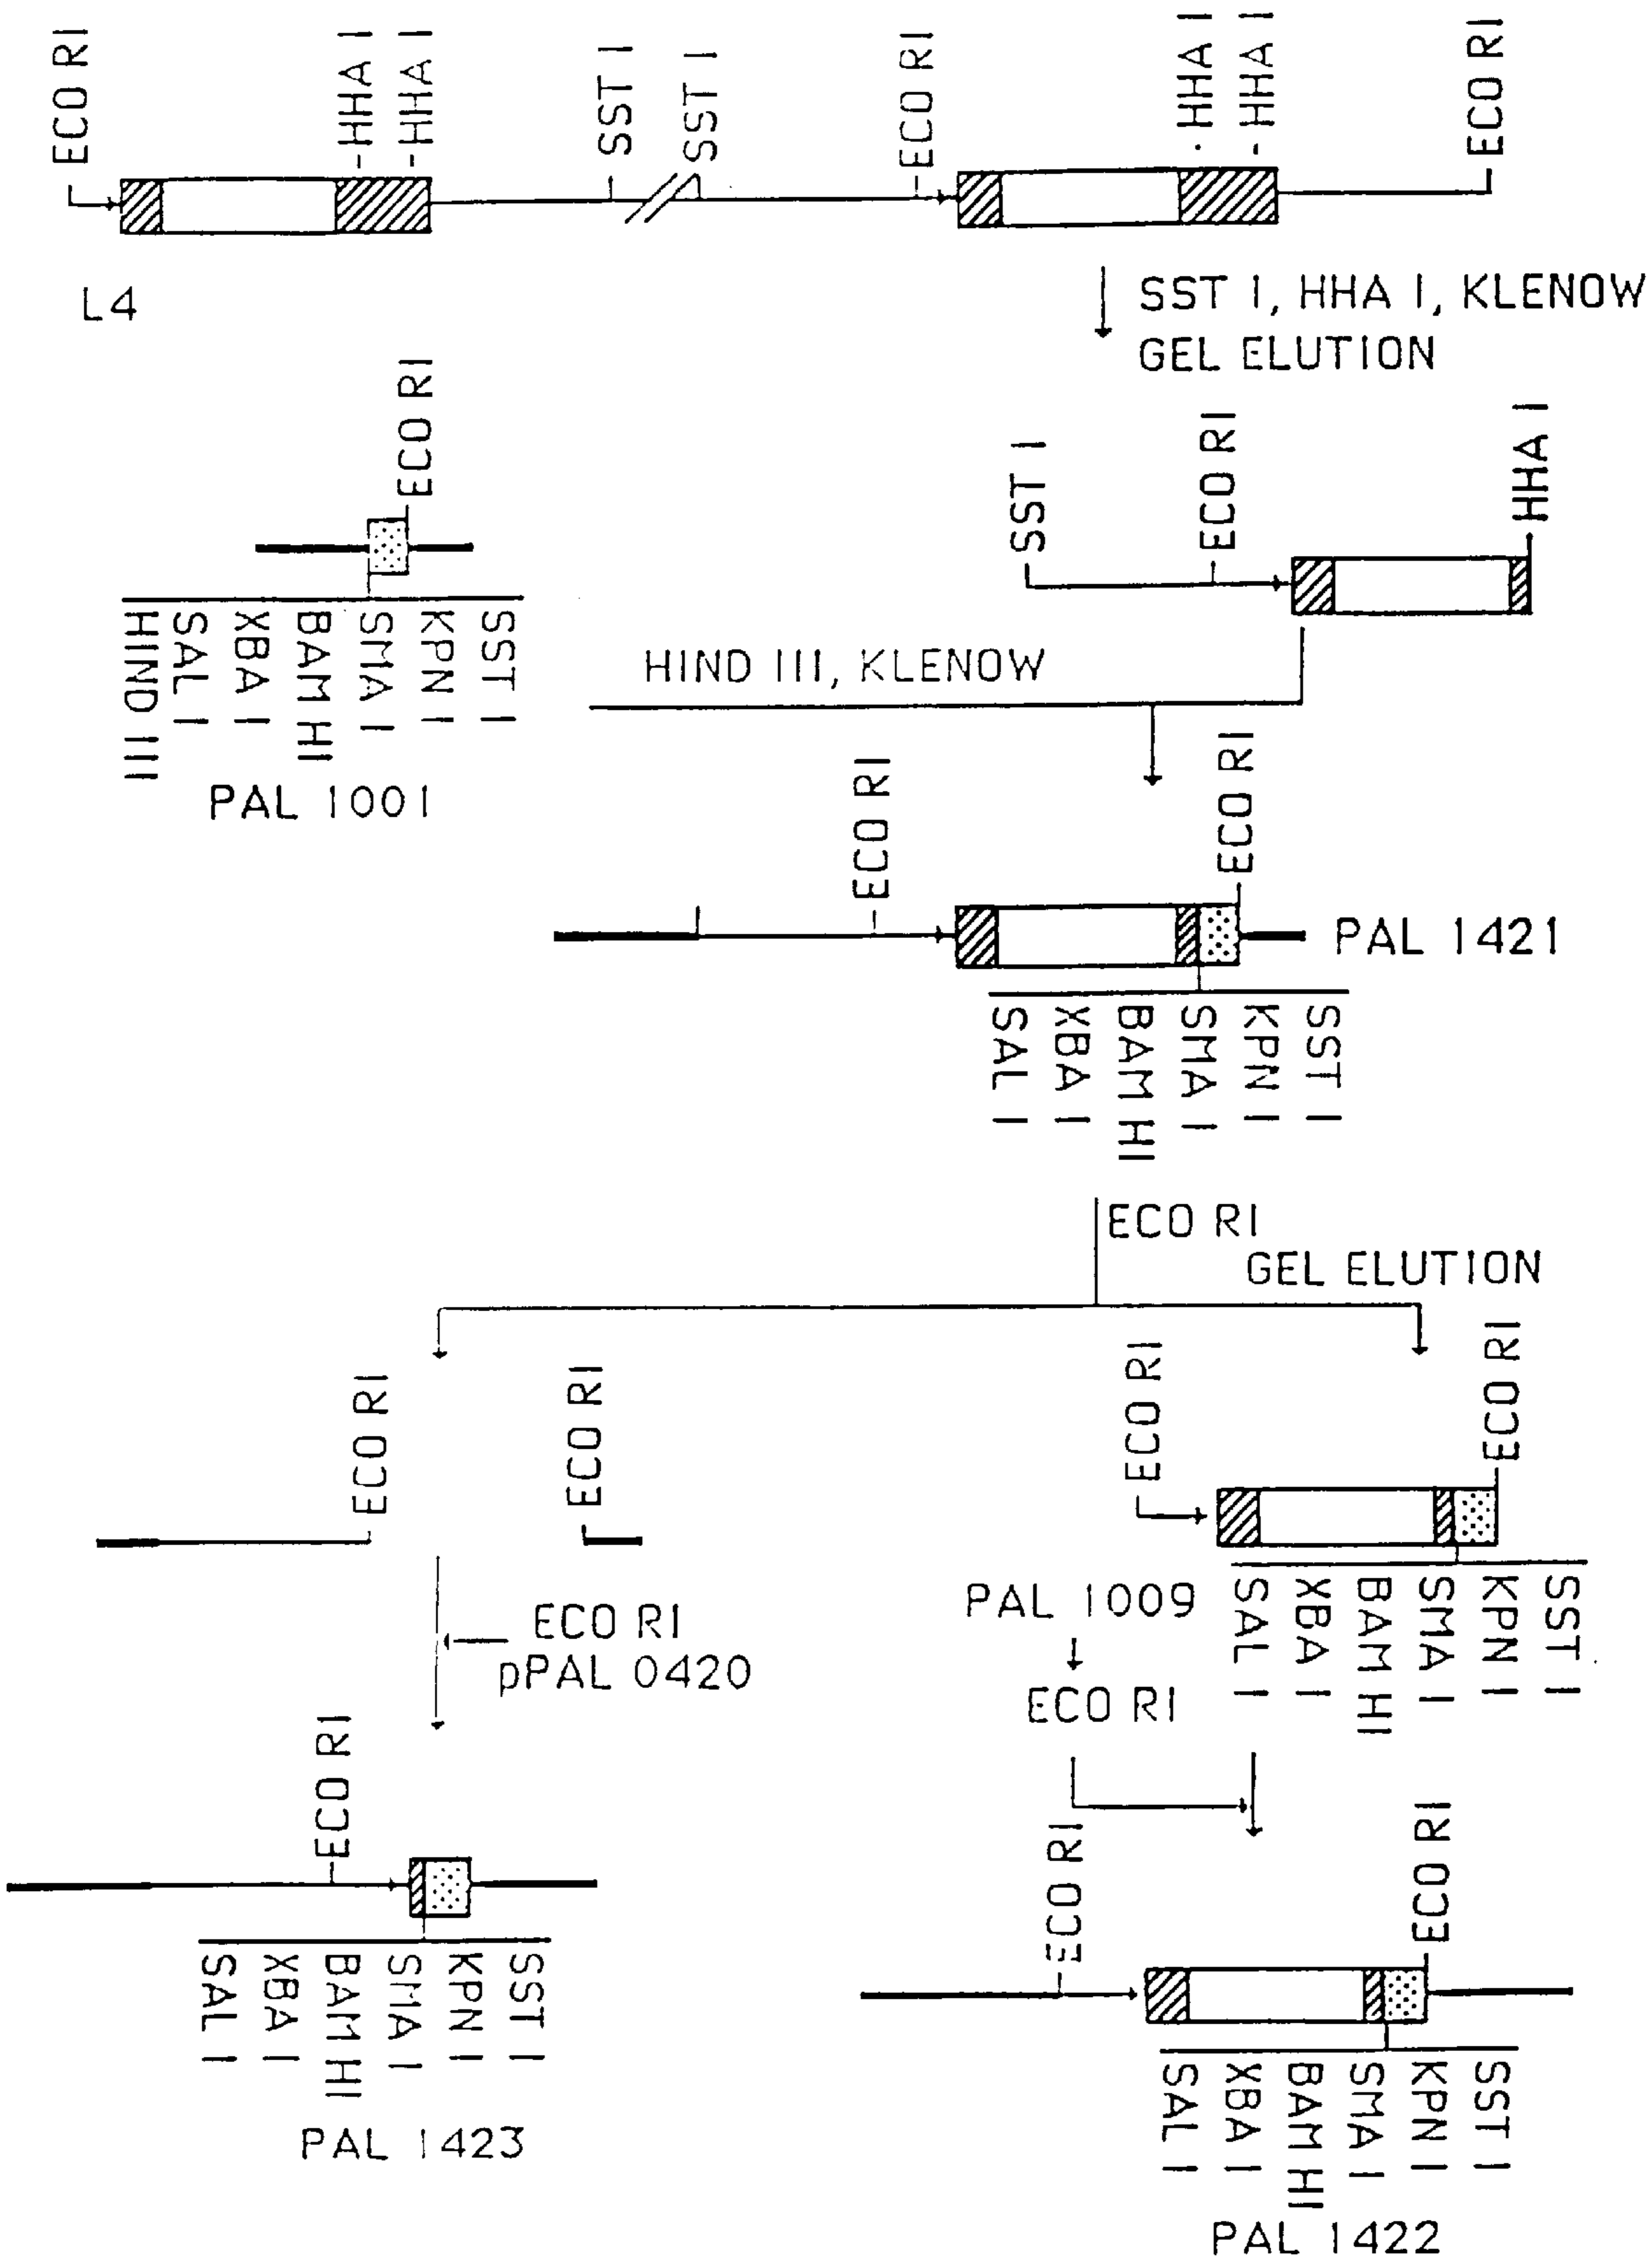 ECO RI
HHA I
HHA I
SST I
SST I
ECO RI
HHA I
HHA I
ECO RI
L4
SST I, HHA I, KLENOW
GEL ELUTION
ECO RI
SST I
ECO RI
HHA I
HIND III
SAL I
XBA I
BAM HI
SMA I
KPN I
SST I
PAL 1001
HIND III, KLENOW
ECO RI
ECO RI
PAL 1421
SAL I
XBA I
BAM HI
SMA I
KPN I
SST I
ECO RI
GEL ELUTION
ECO RI
ECO RI
ECO RI
ECO RI
SAL I
XBA I
BAM HI
SMA I
KPN I
SST I
ECO RI
pPAL 0420
PAL 1009
ECO RI
ECO RI
SAL I
XBA I
BAM HI
SMA I
KPN I
SST I
PAL 1423
ECO RI
ECO RI
SAL I
XBA I
BAM HI
SMA I
KPN I
SST I
PAL 1422